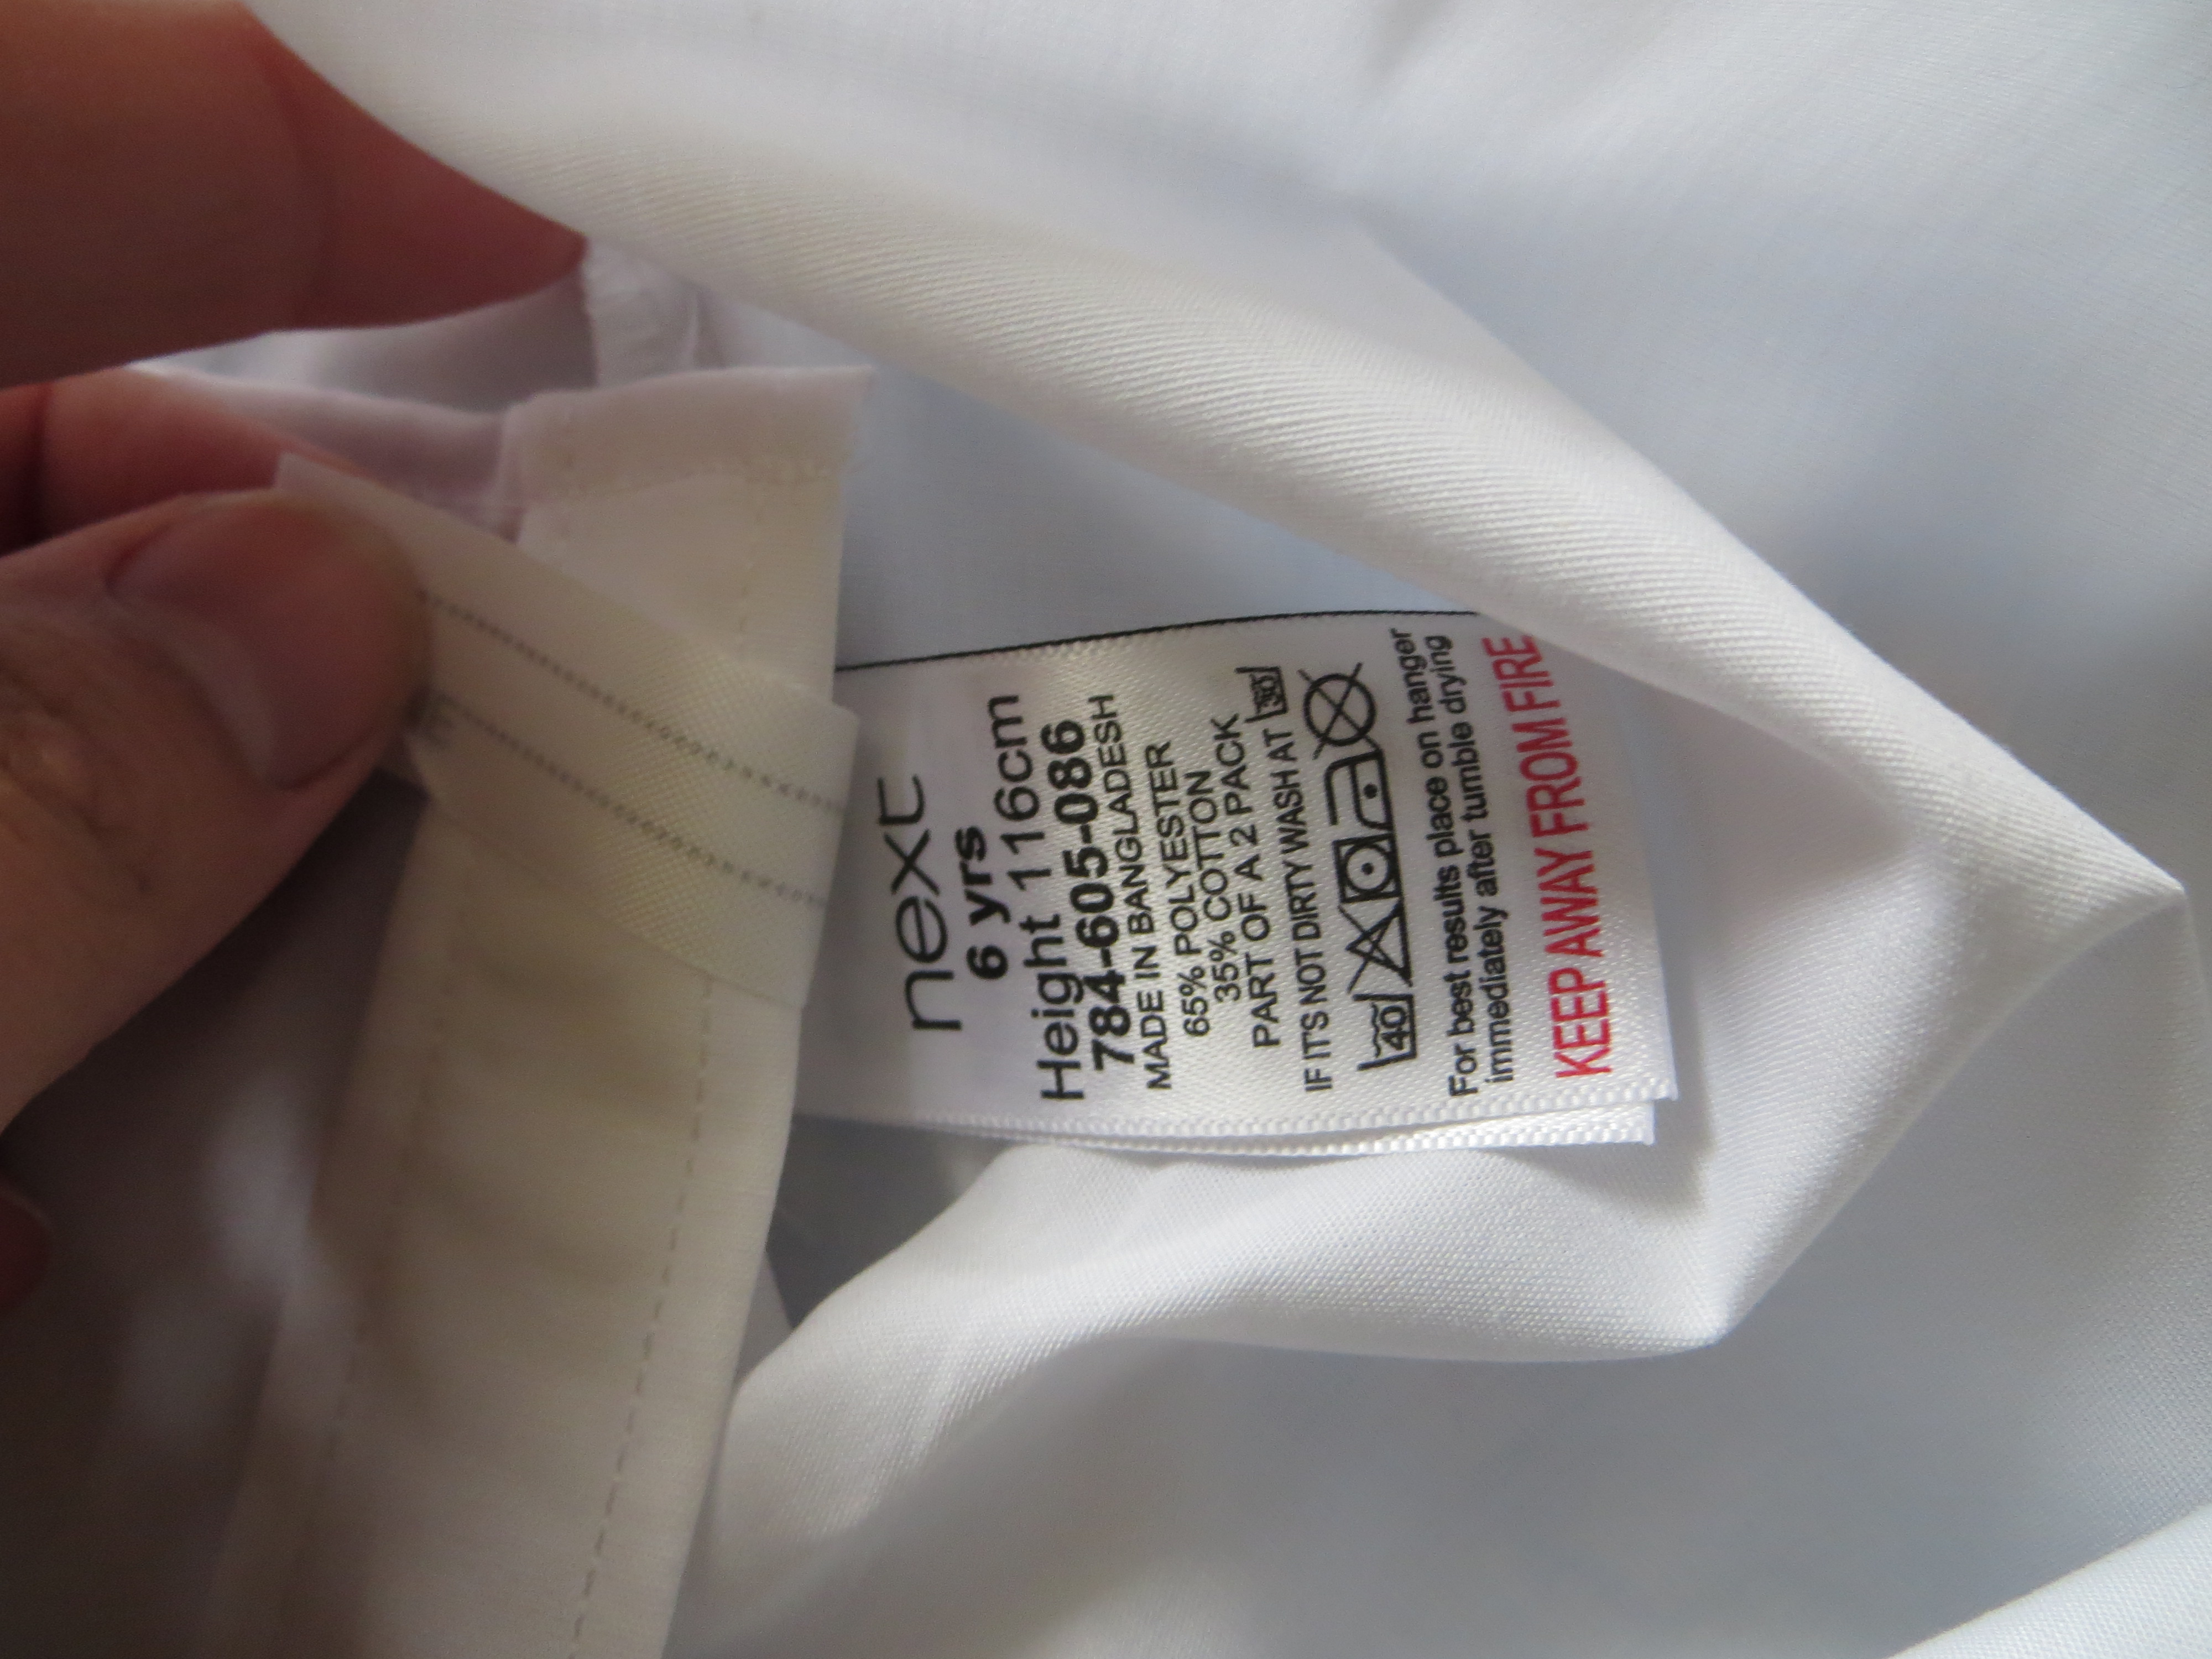 next
6 yrs
Height 116cm
784-605-086
MADE IN BANGLADESH
65% POLYESTER
35% COTTON
PART OF A 2 PACK
IF IT'S NOT DIRTY WASH AT 30
40
For best results place on hanger
immediately after tumble drying
KEEP AWAY FROM FIRE